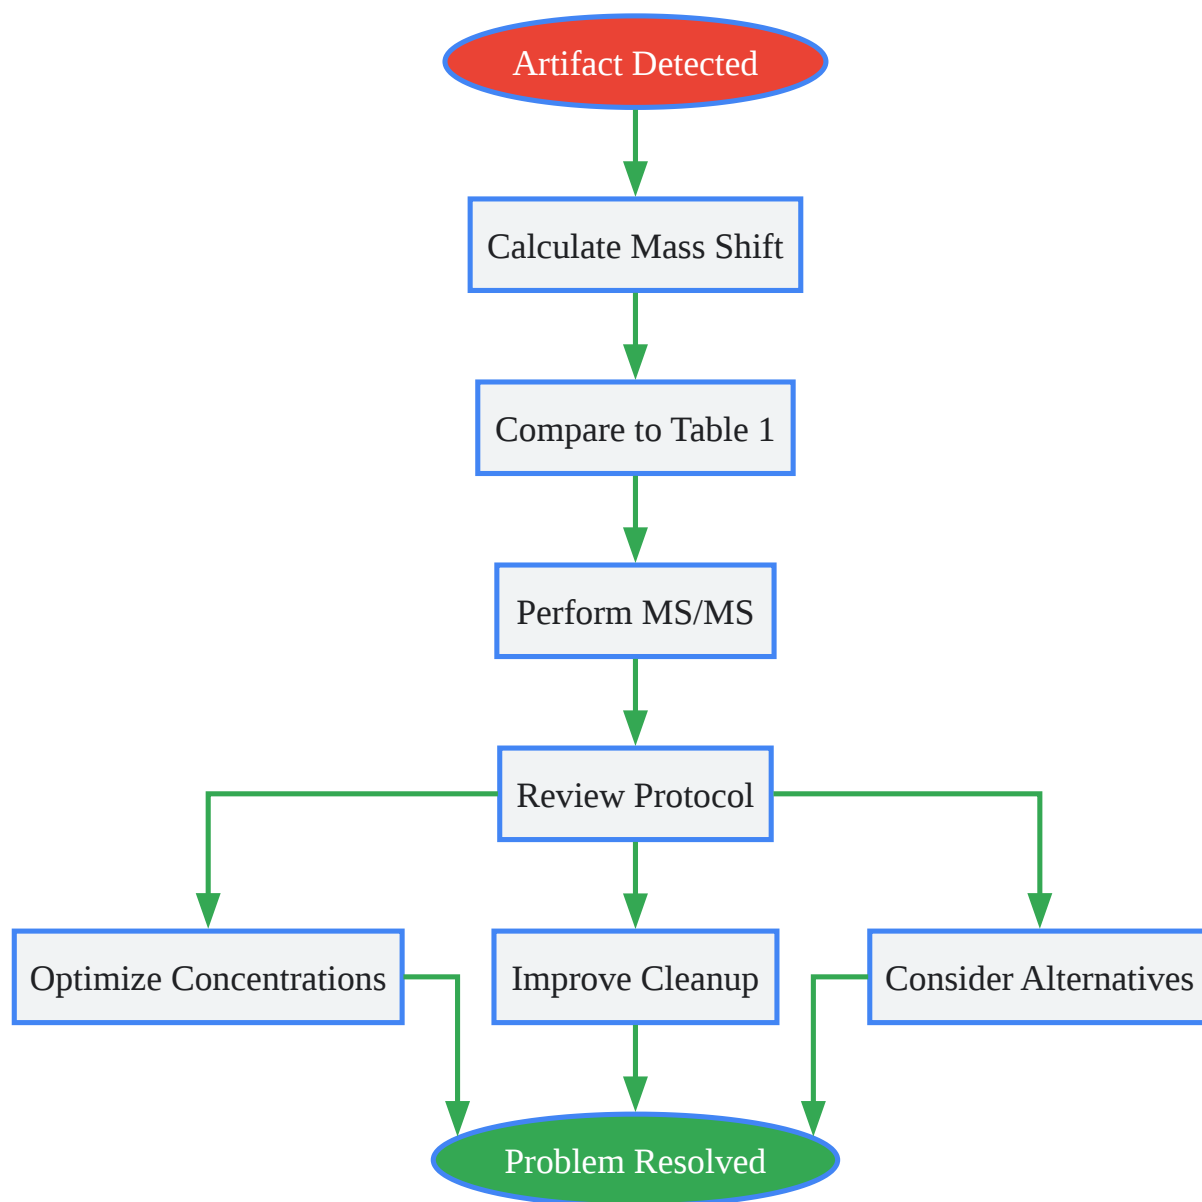 Artifact Detected
Calculate Mass Shift
Compare to Table 1
Perform MS/MS
Review Protocol
Optimize Concentrations
Improve Cleanup
Consider Alternatives
Problem Resolved